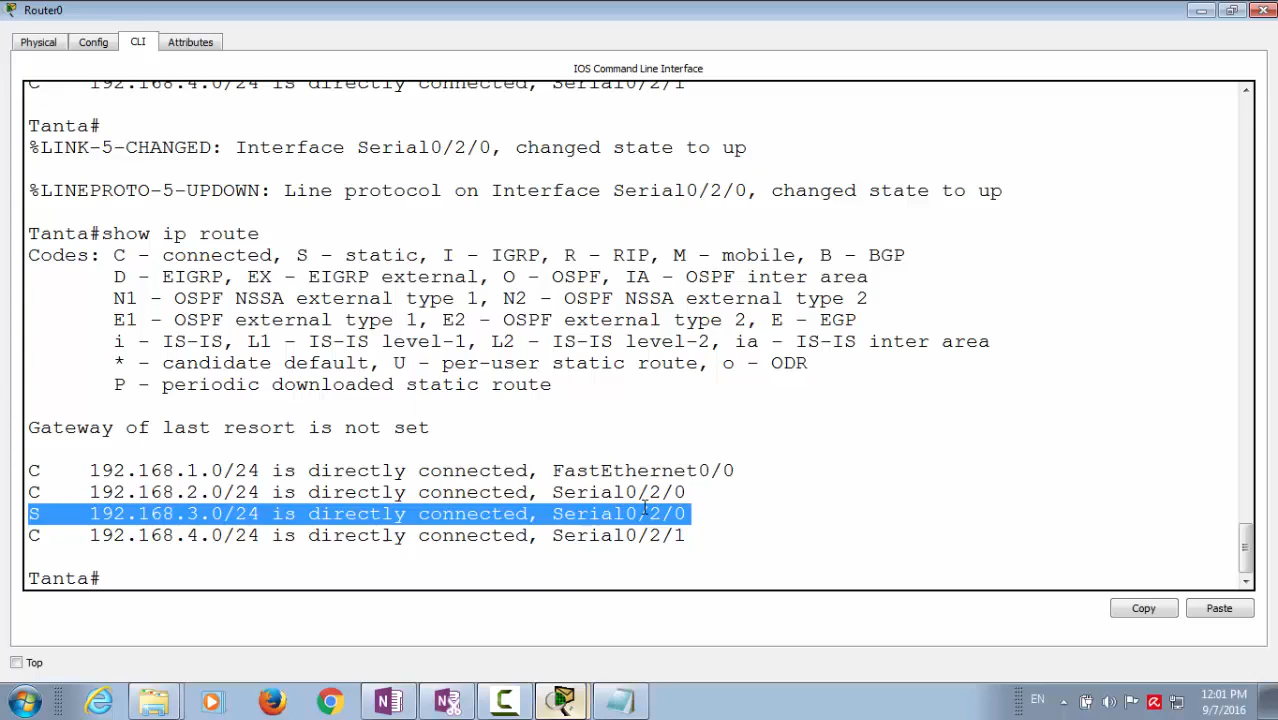 Router0
Physical
Config
CLI
Attributes
IOS Command Line Interface
C 192.168.4.0/24 is directly connected, Serial0/2/1
Tanta#
%LINK-5-CHANGED: Interface Serial0/2/0, changed state to up
%LINEPROTO-5-UPDOWN: Line protocol on Interface Serial0/2/0, changed state to up
Tanta#show ip route
Codes: C - connected, S - static, I - IGRP, R - RIP, M - mobile, B - BGP
D - EIGRP, EX - EIGRP external, O - OSPF, IA - OSPF inter area
N1 - OSPF NSSA external type 1, N2 - OSPF NSSA external type 2
E1 - OSPF external type 1, E2 - OSPF external type 2, E - EGP
i - IS-IS, L1 - IS-IS level-1, L2 - IS-IS level-2, ia - IS-IS inter area
* - candidate default, U - per-user static route, o - ODR
P - periodic downloaded static route
Gateway of last resort is not set
C 192.168.1.0/24 is directly connected, FastEthernet0/0
C 192.168.2.0/24 is directly connected, Serial0/2/0
S 192.168.3.0/24 is directly connected, Serial0/2/0
C 192.168.4.0/24 is directly connected, Serial0/2/1
Tanta#
Copy
Paste
Top
EN
12:01 PM
9/7/2016